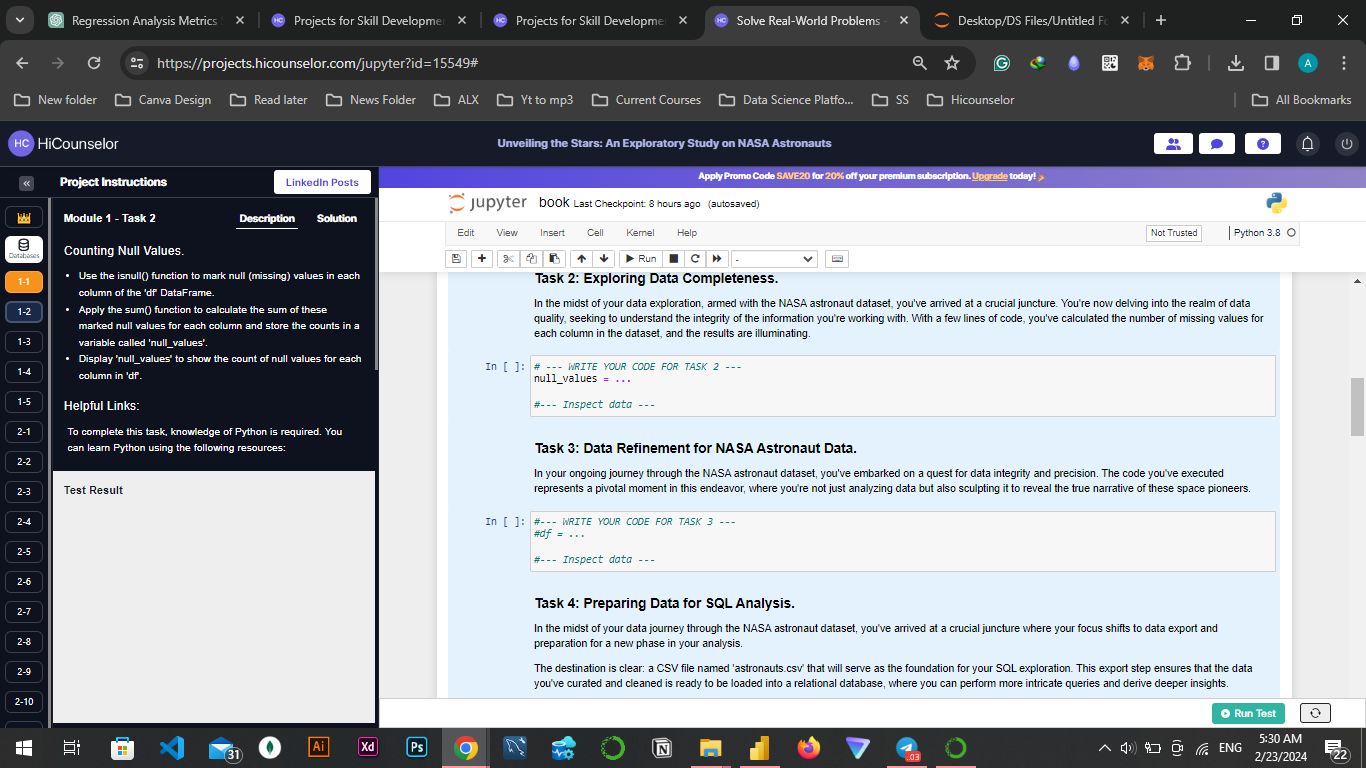 Regression Analysis Metrics
Projects for Skill Developme
Projects for Skill Developme
Solve Real-World Problems
Desktop/DS Files/Untitled Fo
https://projects.hicounselor.com/jupyter?id=15549#
A
New folder
Canva Design
Read later
News Folder
ALX
Yt to mp3
Current Courses
Data Science Platfo...
SS
Hicounselor
All Bookmarks
HC HiCounselor
Unveiling the Stars: An Exploratory Study on NASA Astronauts
« Project Instructions
LinkedIn Posts
Apply Promo Code SAVE20 for 20% off your premium subscription. Upgrade today!
Databases
1-1
1-2
1-3
1-4
1-5
2-1
2-2
2-3
2-4
2-5
2-6
2-7
2-8
2-9
2-10
Module 1 - Task 2
Description
Solution
Counting Null Values.
• Use the isnull() function to mark null (missing) values in each
column of the 'df' DataFrame.
• Apply the sum() function to calculate the sum of these
marked null values for each column and store the counts in a
variable called 'null_values'.
• Display 'null_values' to show the count of null values for each
column in 'df'.
Helpful Links:
To complete this task, knowledge of Python is required. You
can learn Python using the following resources:
Test Result
jupyter book Last Checkpoint: 8 hours ago (autosaved)
Edit View Insert Cell Kernel Help
Not Trusted
Python 3.8
Run
-
Task 2: Exploring Data Completeness.
In the midst of your data exploration, armed with the NASA astronaut dataset, you've arrived at a crucial juncture. You're now delving into the realm of data
quality, seeking to understand the integrity of the information you're working with. With a few lines of code, you've calculated the number of missing values for
each column in the dataset, and the results are illuminating.
In [ ]: # --- WRITE YOUR CODE FOR TASK 2 ---
null_values = ...
#--- Inspect data ---
Task 3: Data Refinement for NASA Astronaut Data.
In your ongoing journey through the NASA astronaut dataset, you've embarked on a quest for data integrity and precision. The code you've executed
represents a pivotal moment in this endeavor, where you're not just analyzing data but also sculpting it to reveal the true narrative of these space pioneers.
In [ ]: #--- WRITE YOUR CODE FOR TASK 3 ---
#df = ...
#--- Inspect data ---
Task 4: Preparing Data for SQL Analysis.
In the midst of your data journey through the NASA astronaut dataset, you've arrived at a crucial juncture where your focus shifts to data export and
preparation for a new phase in your analysis.
The destination is clear: a CSV file named 'astronauts.csv' that will serve as the foundation for your SQL exploration. This export step ensures that the data
you've curated and cleaned is ready to be loaded into a relational database, where you can perform more intricate queries and derive deeper insights.
Run Test
31
Ai
Xd
Ps
.03
ENG
5:30 AM
2/23/2024
22